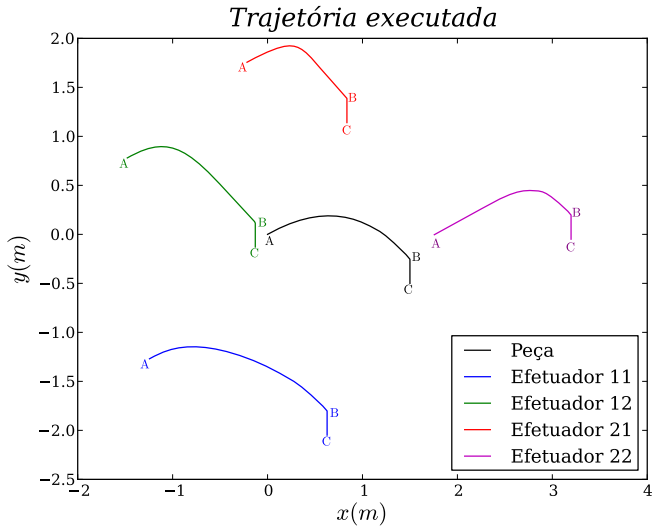 Trajetória executada
2.0
1.5
1.0
0.5
0.0
−0.5
−1.0
−1.5
−2.0
−2.5
y(m)
A
B
C
A
B
C
A
B
C
A
B
C
A
B
C
Peça
Efetuador 11
Efetuador 12
Efetuador 21
Efetuador 22
−2
−1
0
1
2
3
4
x(m)